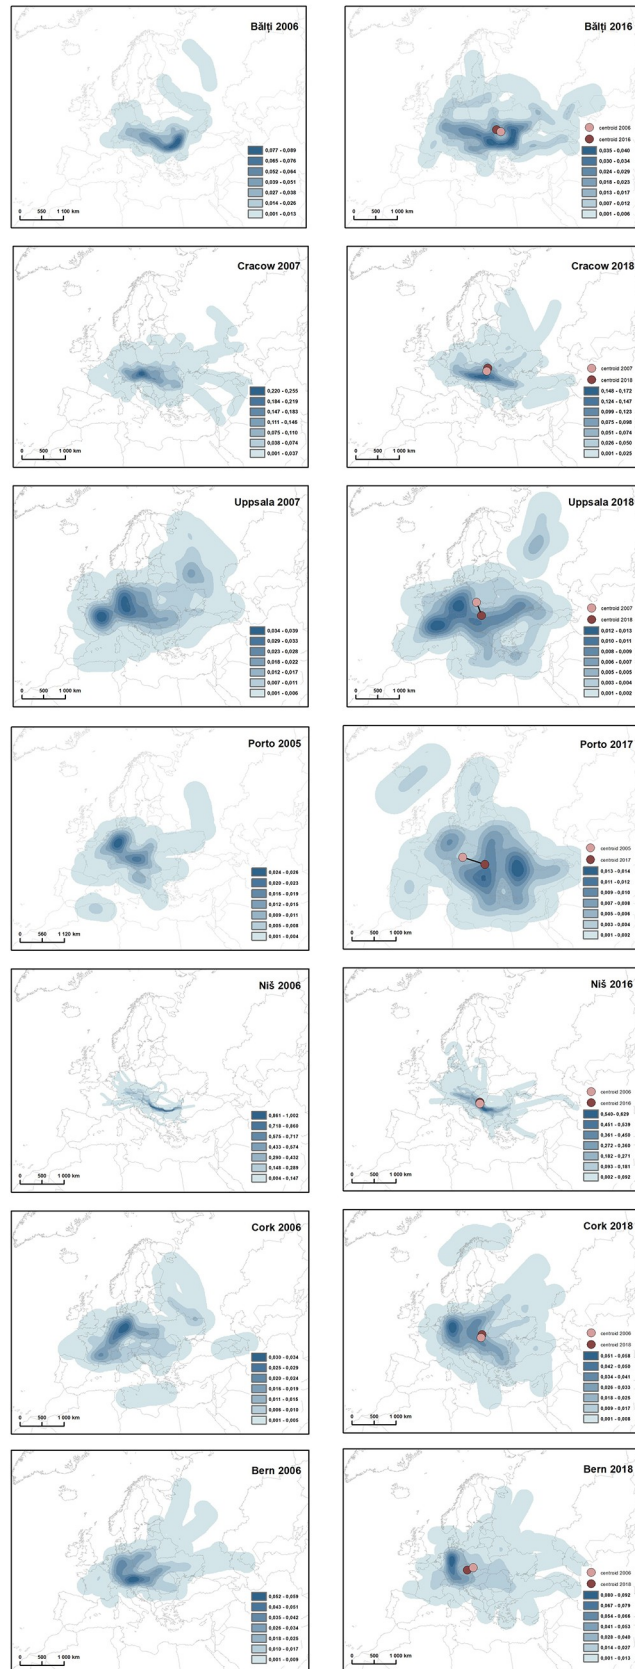 Bălţi 2006
0,077 - 0,089
0,065 - 0,076
0,052 - 0,064
0,039 - 0,051
0,027 - 0,038
0,014 - 0,026
0,001 - 0,013
0 500 1 000 km
Bălţi 2016
centroid 2006
centroid 2016
0,035 - 0,040
0,030 - 0,034
0,024 - 0,029
0,018 - 0,023
0,013 - 0,017
0,007 - 0,012
0,001 - 0,006
0 500 1 000 km
Cracow 2007
0,220 - 0,255
0,184 - 0,219
0,147 - 0,183
0,111 - 0,146
0,075 - 0,110
0,038 - 0,074
0,001 - 0,037
0 500 1 000 km
Cracow 2018
centroid 2007
centroid 2018
0,148 - 0,172
0,124 - 0,147
0,099 - 0,123
0,075 - 0,098
0,051 - 0,074
0,026 - 0,050
0,001 - 0,025
0 500 1 000 km
Uppsala 2007
0,034 - 0,039
0,029 - 0,033
0,023 - 0,028
0,018 - 0,022
0,012 - 0,017
0,007 - 0,011
0,001 - 0,006
0 500 1 000 km
Uppsala 2018
centroid 2007
centroid 2018
0,012 - 0,013
0,010 - 0,011
0,008 - 0,009
0,006 - 0,007
0,005 - 0,005
0,003 - 0,004
0,001 - 0,002
0 500 1 000 km
Porto 2005
0,024 - 0,026
0,020 - 0,023
0,016 - 0,019
0,012 - 0,015
0,009 - 0,011
0,005 - 0,008
0,001 - 0,004
0 560 1 120 km
Porto 2017
centroid 2005
centroid 2017
0,013 - 0,014
0,011 - 0,012
0,009 - 0,010
0,007 - 0,008
0,005 - 0,006
0,003 - 0,004
0,001 - 0,002
0 500 1 000 km
Niš 2006
0,861 - 1,002
0,718 - 0,860
0,575 - 0,717
0,433 - 0,574
0,290 - 0,432
0,148 - 0,289
0,004 - 0,147
0 500 1 000 km
Niš 2016
centroid 2006
centroid 2016
0,540 - 0,629
0,451 - 0,539
0,361 - 0,450
0,272 - 0,360
0,182 - 0,271
0,093 - 0,181
0,002 - 0,092
0 500 1 000 km
Cork 2006
0,030 - 0,034
0,025 - 0,029
0,020 - 0,024
0,016 - 0,019
0,011 - 0,015
0,006 - 0,010
0,001 - 0,005
0 500 1 000 km
Cork 2018
centroid 2006
centroid 2018
0,051 - 0,058
0,042 - 0,050
0,034 - 0,041
0,026 - 0,033
0,018 - 0,025
0,009 - 0,017
0,001 - 0,008
0 500 1 000 km
Bern 2006
0,052 - 0,059
0,043 - 0,051
0,035 - 0,042
0,026 - 0,034
0,018 - 0,025
0,010 - 0,017
0,001 - 0,009
0 500 1 000 km
Bern 2018
centroid 2006
centroid 2018
0,080 - 0,092
0,067 - 0,079
0,054 - 0,066
0,041 - 0,053
0,028 - 0,040
0,014 - 0,027
0,001 - 0,013
0 500 1 000 km